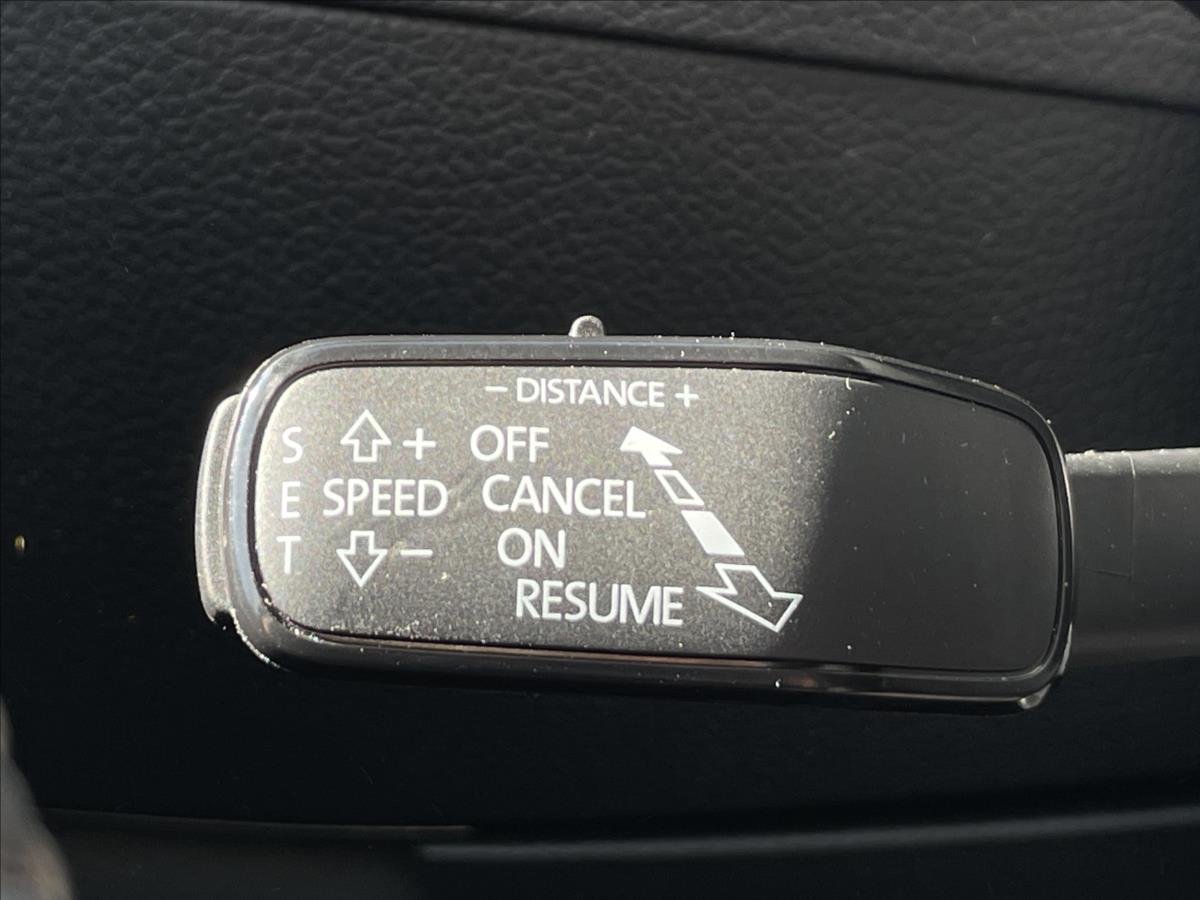 − DISTANCE +
S + OFF
E SPEED CANCEL
T − ON
RESUME